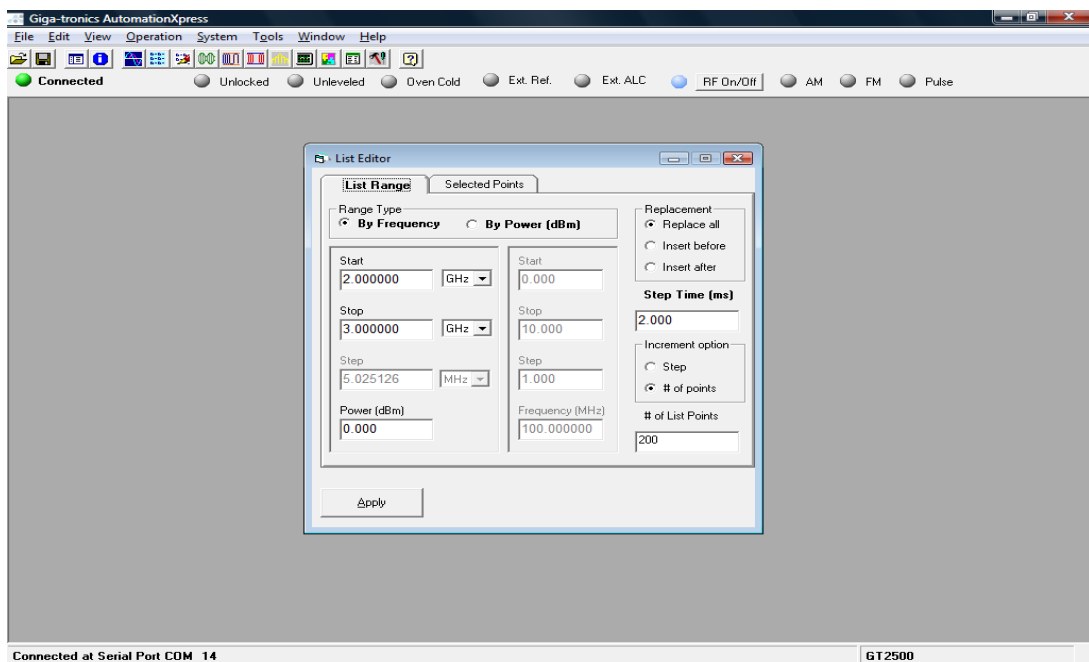 Giga-tronics AutomationXpress
File Edit View Operation System Tools Window Help
Connected Unlocked Unleveled Oven Cold Ext. Ref. Ext. ALC RF On/Off AM FM Pulse
List Editor
List Range Selected Points
Range Type
By Frequency By Power (dBm)
Start
2.000000 GHz
Stop
3.000000 GHz
Step
5.025126 MHz
Power (dBm)
0.000
Start
0.000
Stop
10.000
Step
1.000
Frequency (MHz)
100.000000
Replacement
Replace all
Insert before
Insert after
Step Time (ms)
2.000
Increment option
Step
# of points
# of List Points
200
Apply
Connected at Serial Port COM 14 GT2500